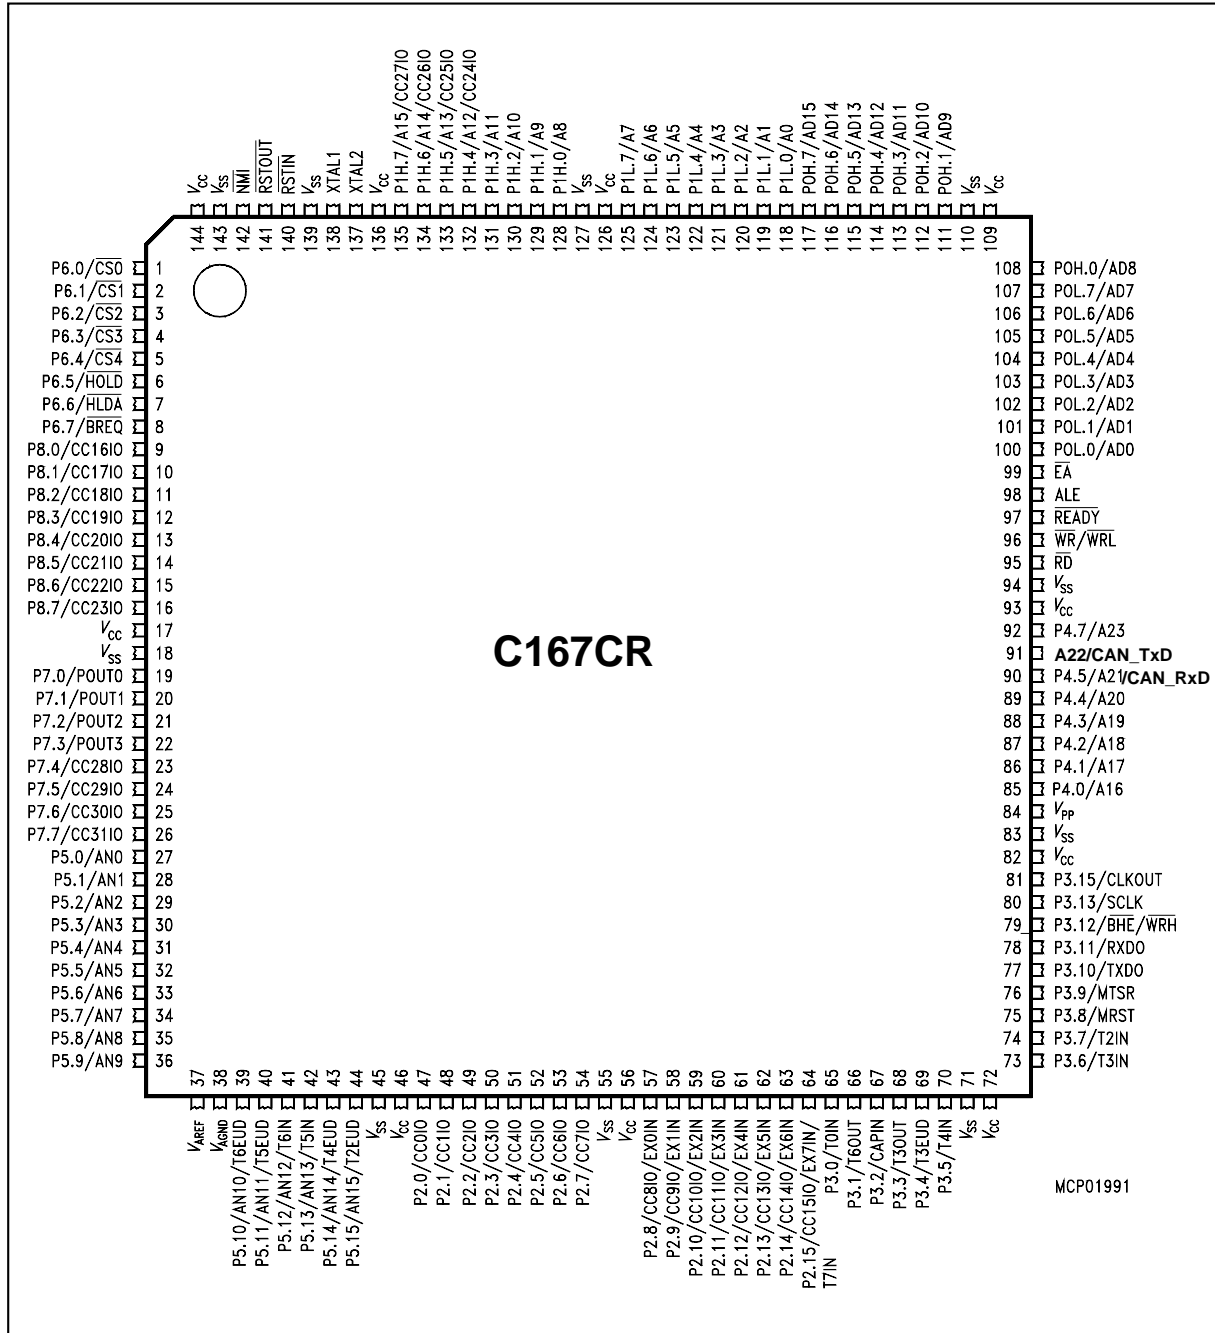 VCC
VSS
NMI
RSTOUT
RSTIN
VSS
XTAL1
XTAL2
VCC
P1H.7/A15/CC27IO
P1H.6/A14/CC26IO
P1H.5/A13/CC25IO
P1H.4/A12/CC24IO
P1H.3/A11
P1H.2/A10
P1H.1/A9
P1H.0/A8
VSS
VCC
P1L.7/A7
P1L.6/A6
P1L.5/A5
P1L.4/A4
P1L.3/A3
P1L.2/A2
P1L.1/A1
P1L.0/A0
P0H.7/AD15
P0H.6/AD14
P0H.5/AD13
P0H.4/AD12
P0H.3/AD11
P0H.2/AD10
P0H.1/AD9
VSS
VCC
144 143 142 141 140 139 138 137 136 135 134 133 132 131 130 129 128 127 126 125 124 123 122 121 120 119 118 117 116 115 114 113 112 111 110 109
P6.0/CS0 1
P6.1/CS1 2
P6.2/CS2 3
P6.3/CS3 4
P6.4/CS4 5
P6.5/HOLD 6
P6.6/HLDA 7
P6.7/BREQ 8
P8.0/CC16IO 9
P8.1/CC17IO 10
P8.2/CC18IO 11
P8.3/CC19IO 12
P8.4/CC20IO 13
P8.5/CC21IO 14
P8.6/CC22IO 15
P8.7/CC23IO 16
VCC 17
VSS 18
P7.0/POUT0 19
P7.1/POUT1 20
P7.2/POUT2 21
P7.3/POUT3 22
P7.4/CC28IO 23
P7.5/CC29IO 24
P7.6/CC30IO 25
P7.7/CC31IO 26
P5.0/AN0 27
P5.1/AN1 28
P5.2/AN2 29
P5.3/AN3 30
P5.4/AN4 31
P5.5/AN5 32
P5.6/AN6 33
P5.7/AN7 34
P5.8/AN8 35
P5.9/AN9 36
C167CR
108 P0H.0/AD8
107 P0L.7/AD7
106 P0L.6/AD6
105 P0L.5/AD5
104 P0L.4/AD4
103 P0L.3/AD3
102 P0L.2/AD2
101 P0L.1/AD1
100 P0L.0/AD0
99 EA
98 ALE
97 READY
96 WR/WRL
95 RD
94 VSS
93 VCC
92 P4.7/A23
91 A22/CAN_TxD
90 P4.5/A21/CAN_RxD
89 P4.4/A20
88 P4.3/A19
87 P4.2/A18
86 P4.1/A17
85 P4.0/A16
84 VPP
83 VSS
82 VCC
81 P3.15/CLKOUT
80 P3.13/SCLK
79 P3.12/BHE/WRH
78 P3.11/RXD0
77 P3.10/TXD0
76 P3.9/MTSR
75 P3.8/MRST
74 P3.7/T2IN
73 P3.6/T3IN
37 38 39 40 41 42 43 44 45 46 47 48 49 50 51 52 53 54 55 56 57 58 59 60 61 62 63 64 65 66 67 68 69 70 71 72
VAREF
VAGND
P5.10/AN10/T6EUD
P5.11/AN11/T5EUD
P5.12/AN12/T6IN
P5.13/AN13/T5IN
P5.14/AN14/T4EUD
P5.15/AN15/T2EUD
VSS
VCC
P2.0/CC0IO
P2.1/CC1IO
P2.2/CC2IO
P2.3/CC3IO
P2.4/CC4IO
P2.5/CC5IO
P2.6/CC6IO
P2.7/CC7IO
VSS
VCC
P2.8/CC8IO/EX0IN
P2.9/CC9IO/EX1IN
P2.10/CC10IO/EX2IN
P2.11/CC11IO/EX3IN
P2.12/CC12IO/EX4IN
P2.13/CC13IO/EX5IN
P2.14/CC14IO/EX6IN
P2.15/CC15IO/EX7IN/
T7IN
P3.0/T0IN
P3.1/T6OUT
P3.2/CAPIN
P3.3/T3OUT
P3.4/T3EUD
P3.5/T4IN
VSS
VCC
MCP01991